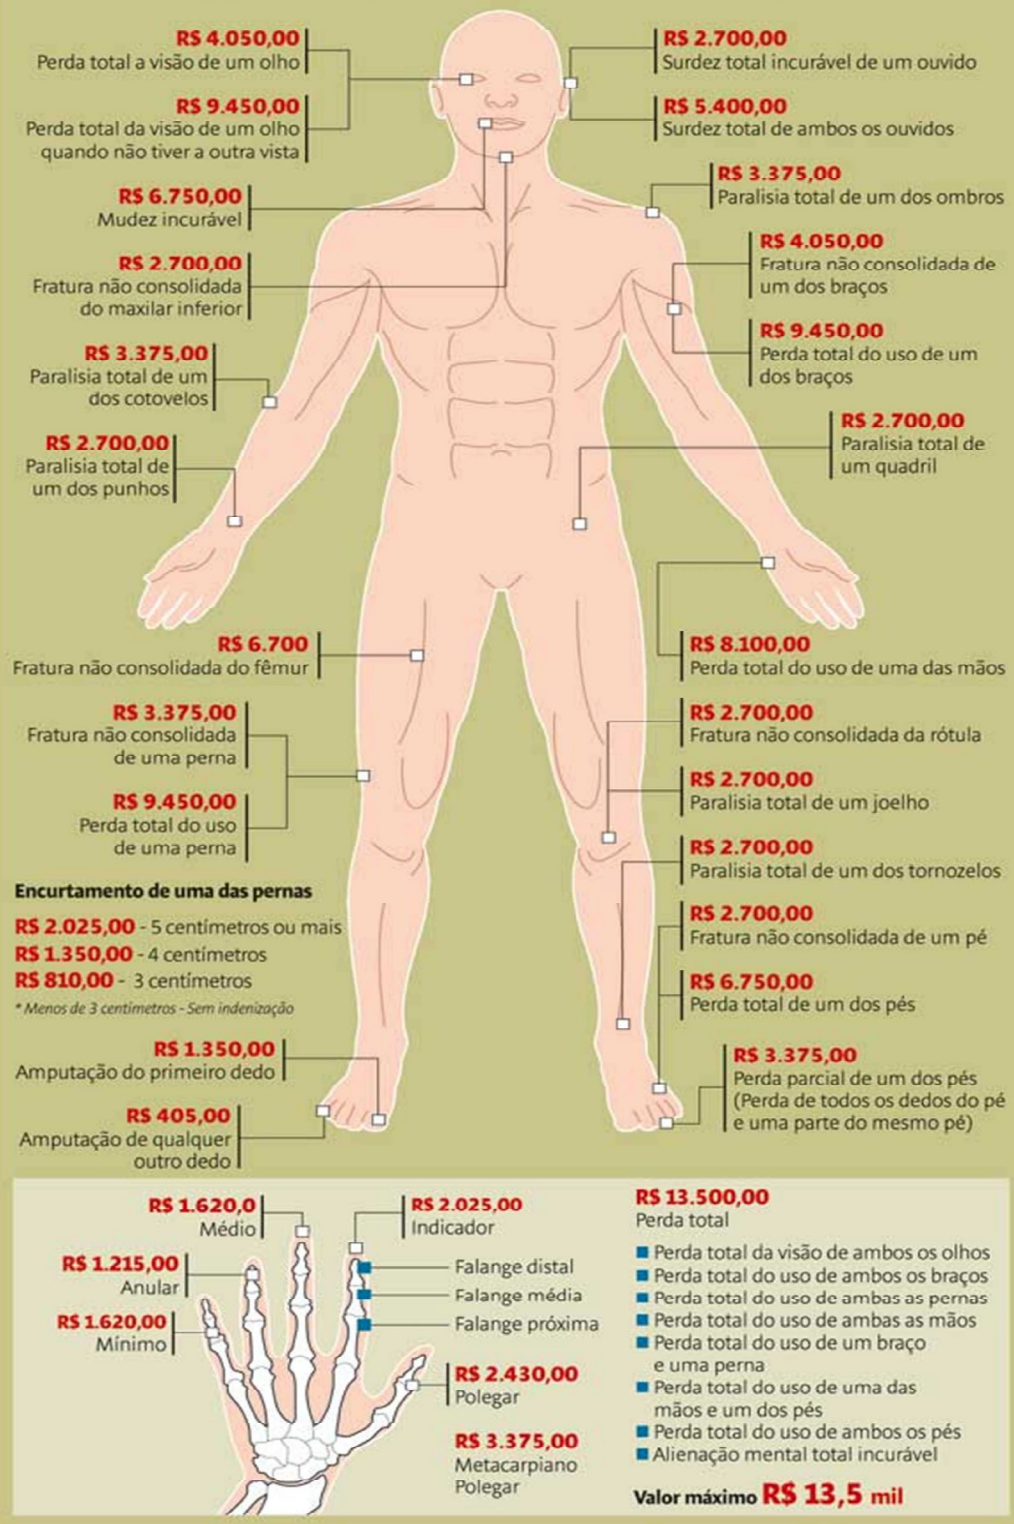 R$ 4.050,00
Perda total a visão de um olho
R$ 9.450,00
Perda total da visão de um olho
quando não tiver a outra vista
R$ 6.750,00
Mudez incurável
R$ 2.700,00
Fratura não consolidada
do maxilar inferior
R$ 3.375,00
Paralisia total de um
dos cotovelos
R$ 2.700,00
Paralisia total de
um dos punhos
R$ 2.700,00
Surdez total incurável de um ouvido
R$ 5.400,00
Surdez total de ambos os ouvidos
R$ 3.375,00
Paralisia total de um dos ombros
R$ 4.050,00
Fratura não consolidada de
um dos braços
R$ 9.450,00
Perda total do uso de um
dos braços
R$ 2.700,00
Paralisia total de
um quadril
R$ 6.700
Fratura não consolidada do fêmur
R$ 3.375,00
Fratura não consolidada
de uma perna
R$ 9.450,00
Perda total do uso
de uma perna
Encurtamento de uma das pernas
R$ 2.025,00 - 5 centímetros ou mais
R$ 1.350,00 - 4 centímetros
R$ 810,00 - 3 centímetros
* Menos de 3 centímetros - Sem indenização
R$ 1.350,00
Amputação do primeiro dedo
R$ 405,00
Amputação de qualquer
outro dedo
R$ 8.100,00
Perda total do uso de uma das mãos
R$ 2.700,00
Fratura não consolidada da rótula
R$ 2.700,00
Paralisia total de um joelho
R$ 2.700,00
Paralisia total de um dos tornozelos
R$ 2.700,00
Fratura não consolidada de um pé
R$ 6.750,00
Perda total de um dos pés
R$ 3.375,00
Perda parcial de um dos pés
(Perda de todos os dedos do pé
e uma parte do mesmo pé)
R$ 1.620,0
Médio
R$ 1.215,00
Anular
R$ 1.620,00
Mínimo
R$ 2.025,00
Indicador
Falange distal
Falange média
Falange próxima
R$ 2.430,00
Polegar
R$ 3.375,00
Metacarpiano
Polegar
R$ 13.500,00
Perda total
Perda total da visão de ambos os olhos
Perda total do uso de ambos os braços
Perda total do uso de ambas as pernas
Perda total do uso de ambas as mãos
Perda total do uso de um braço
e uma perna
Perda total do uso de uma das
mãos e um dos pés
Perda total do uso de ambos os pés
Alienação mental total incurável
Valor máximo R$ 13,5 mil